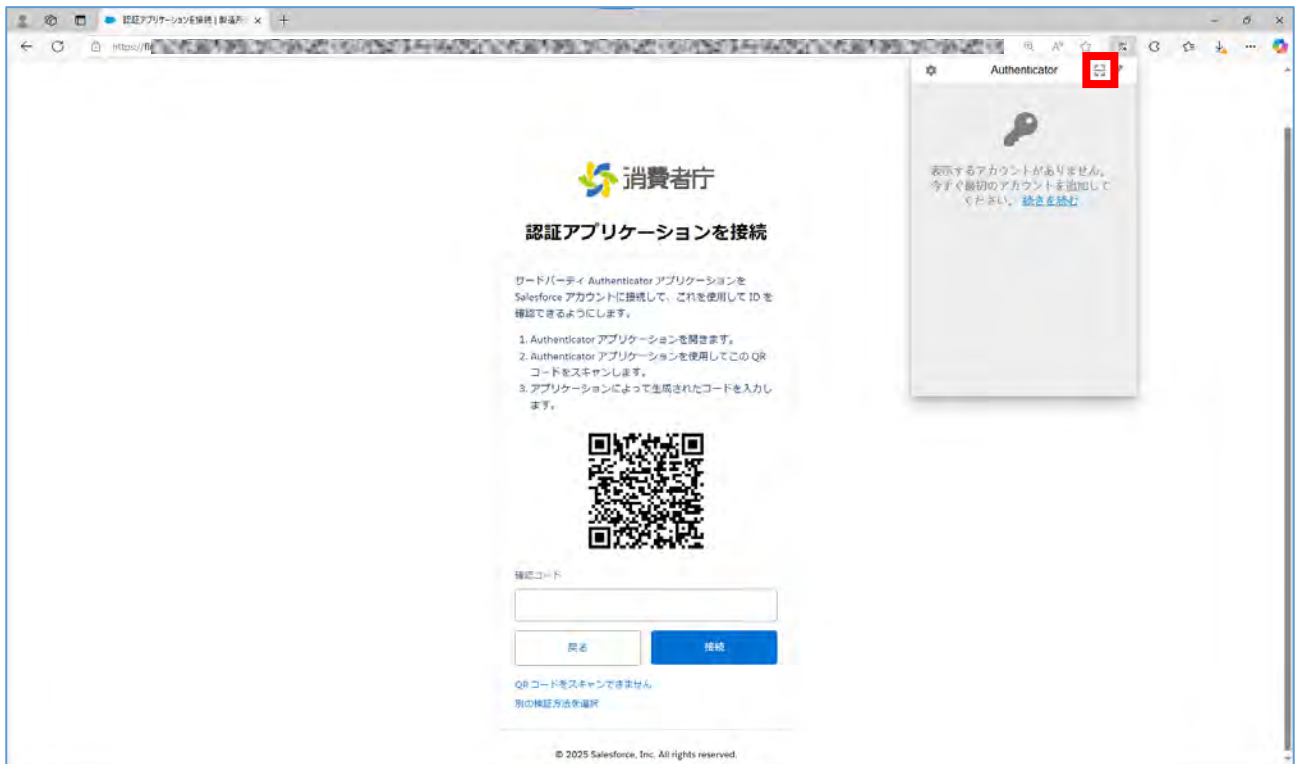 認証アプリケーションを接続 | 製造所
https://fle
Authenticator
表示するアカウントがありません。
今すぐ最初のアカウントを追加して
ください。 続きを読む
消費者庁
認証アプリケーションを接続
サードパーティ Authenticator アプリケーションを
Salesforce アカウントに接続して、これを使用して ID を
確認できるようにします。
1. Authenticator アプリケーションを開きます。
2. Authenticator アプリケーションを使用してこの QR
コードをスキャンします。
3. アプリケーションによって生成されたコードを入力し
ます。
確認コード
戻る
接続
QR コードをスキャンできません
別の検証方法を選択
© 2025 Salesforce, Inc. All rights reserved.